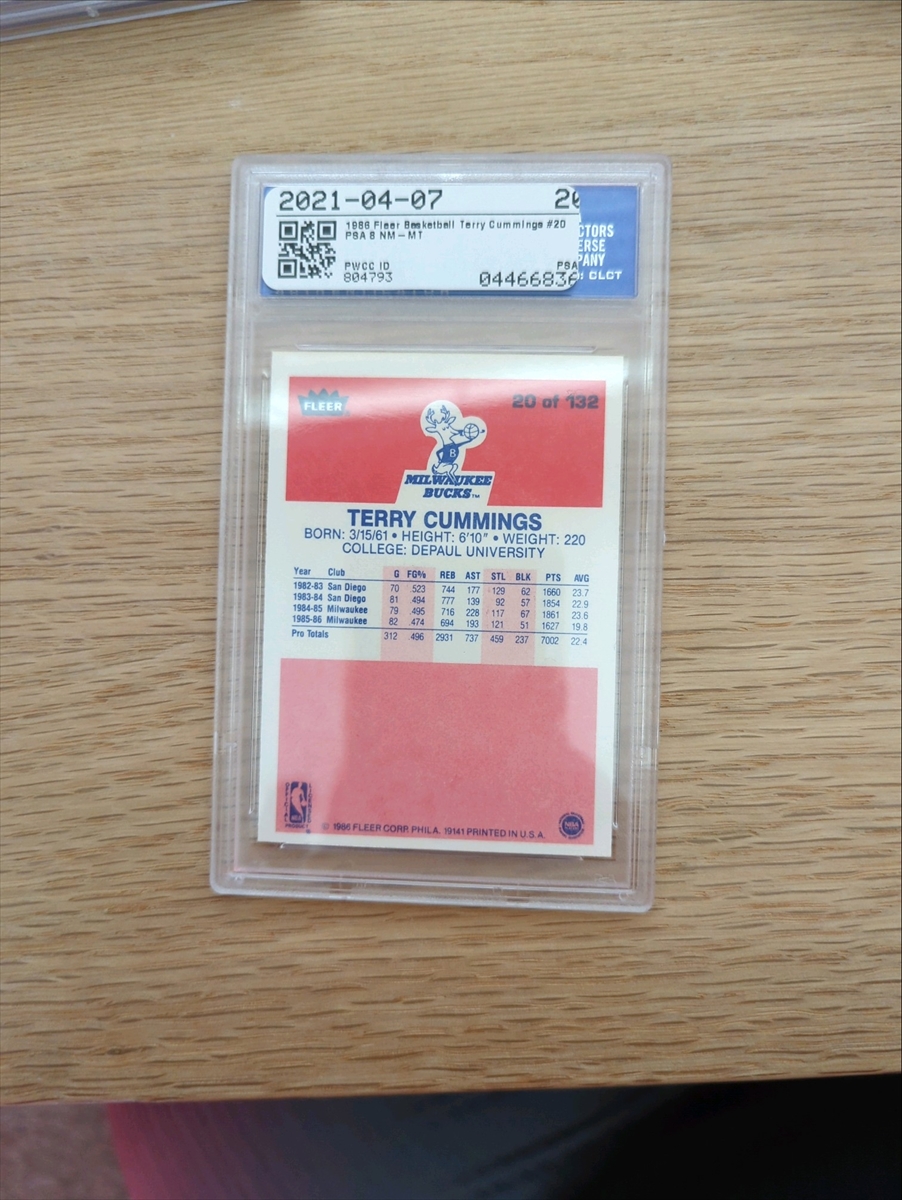 2021-04-07 20
1986 Fleer Basketball Terry Cummings #20
PSA 8 NM-MT
PWCC ID
804793
PSA
04466836
CTORS
ERSE
PANY
: CLCT
FLEER
20 of 132
B
MILWAUKEE
BUCKS™
TERRY CUMMINGS
BORN: 3/15/61 • HEIGHT: 6'10" • WEIGHT: 220
COLLEGE: DEPAUL UNIVERSITY
Year Club G FG% REB AST STL BLK PTS AVG
1982-83 San Diego 70 .523 744 177 129 62 1660 23.7
1983-84 San Diego 81 .494 777 139 92 57 1854 22.9
1984-85 Milwaukee 79 .495 716 228 117 67 1861 23.6
1985-86 Milwaukee 82 .474 694 193 121 51 1627 19.8
Pro Totals 312 .496 2931 737 459 237 7002 22.4
© 1986 FLEER CORP. PHILA. 19141 PRINTED IN U.S.A.
NBA